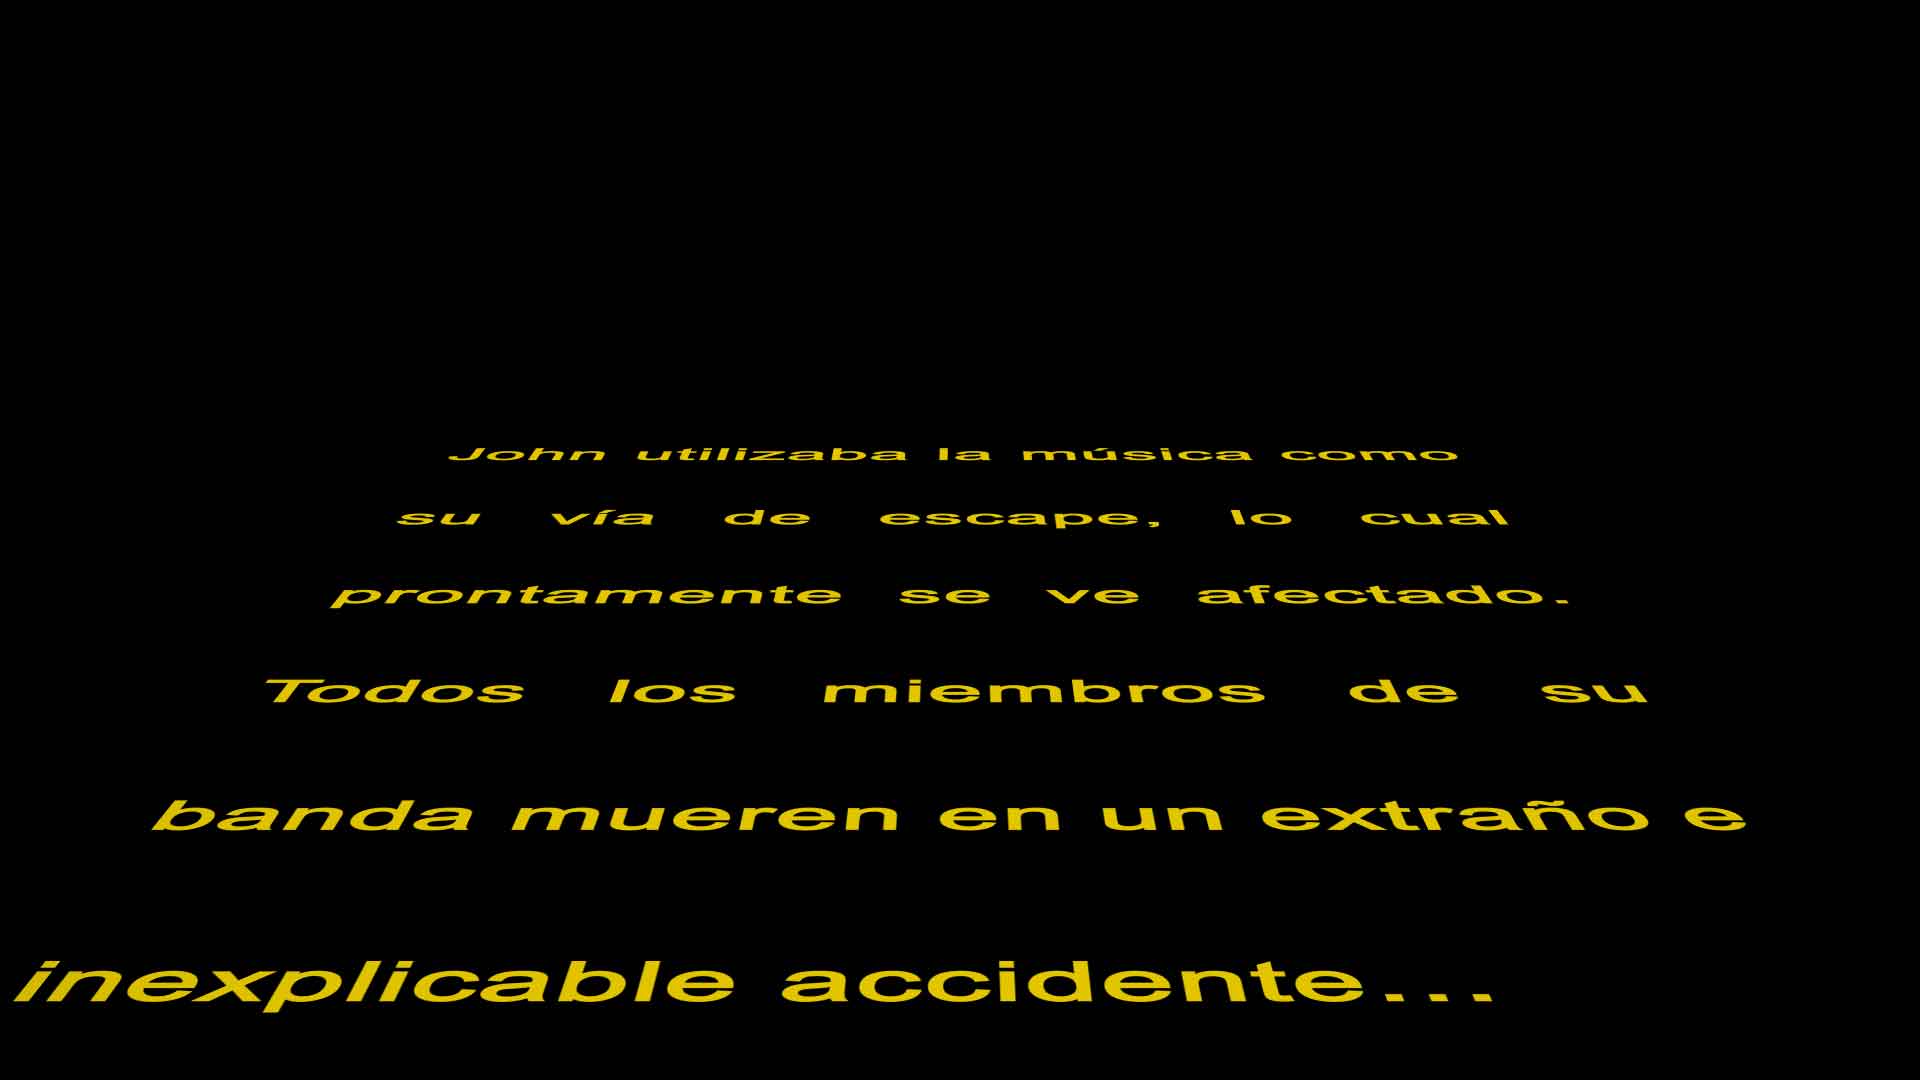 John utilizaba la música como
su vía de escape, lo cual
prontamente se ve afectado.
Todos los miembros de su
banda mueren en un extraño e
inexplicable accidente...